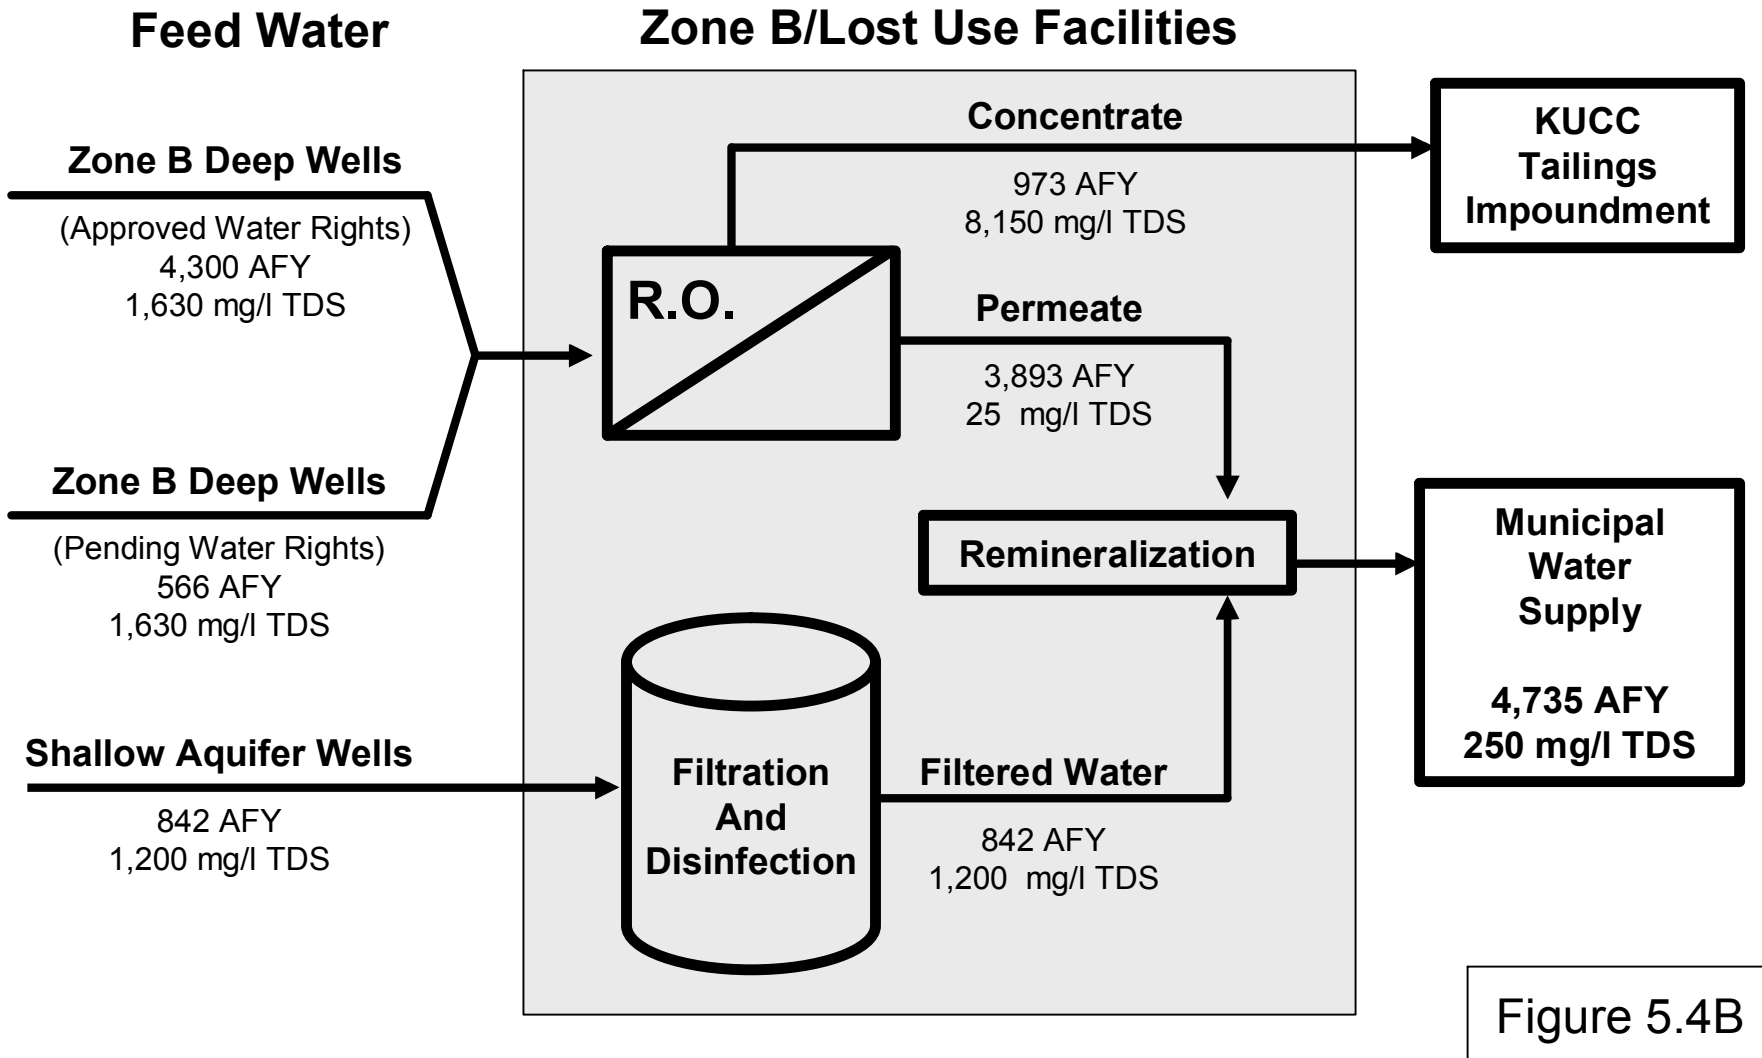 Feed Water
Zone B/Lost Use Facilities
Zone B Deep Wells
(Approved Water Rights)
4,300 AFY
1,630 mg/l TDS
Zone B Deep Wells
(Pending Water Rights)
566 AFY
1,630 mg/l TDS
Shallow Aquifer Wells
842 AFY
1,200 mg/l TDS
Concentrate
973 AFY
8,150 mg/l TDS
R.O.
Permeate
3,893 AFY
25 mg/l TDS
Remineralization
Filtration
And
Disinfection
Filtered Water
842 AFY
1,200 mg/l TDS
KUCC
Tailings
Impoundment
Municipal
Water
Supply
4,735 AFY
250 mg/l TDS
Figure 5.4B